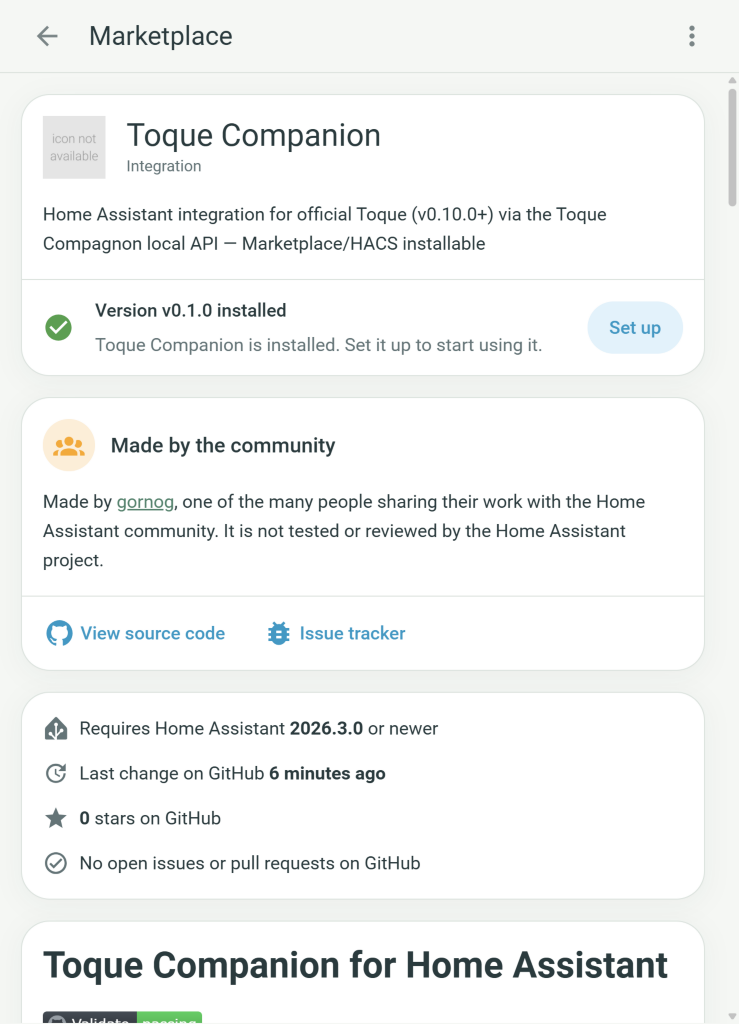 Marketplace
icon not
available
Toque Companion
Integration
Home Assistant integration for official Toque (v0.10.0+) via the Toque
Compagnon local API — Marketplace/HACS installable
Version v0.1.0 installed
Toque Companion is installed. Set it up to start using it.
Set up
Made by the community
Made by gornog, one of the many people sharing their work with the Home
Assistant community. It is not tested or reviewed by the Home Assistant
project.
View source code
Issue tracker
Requires Home Assistant 2026.3.0 or newer
Last change on GitHub 6 minutes ago
0 stars on GitHub
No open issues or pull requests on GitHub
Toque Companion for Home Assistant
Validate passing